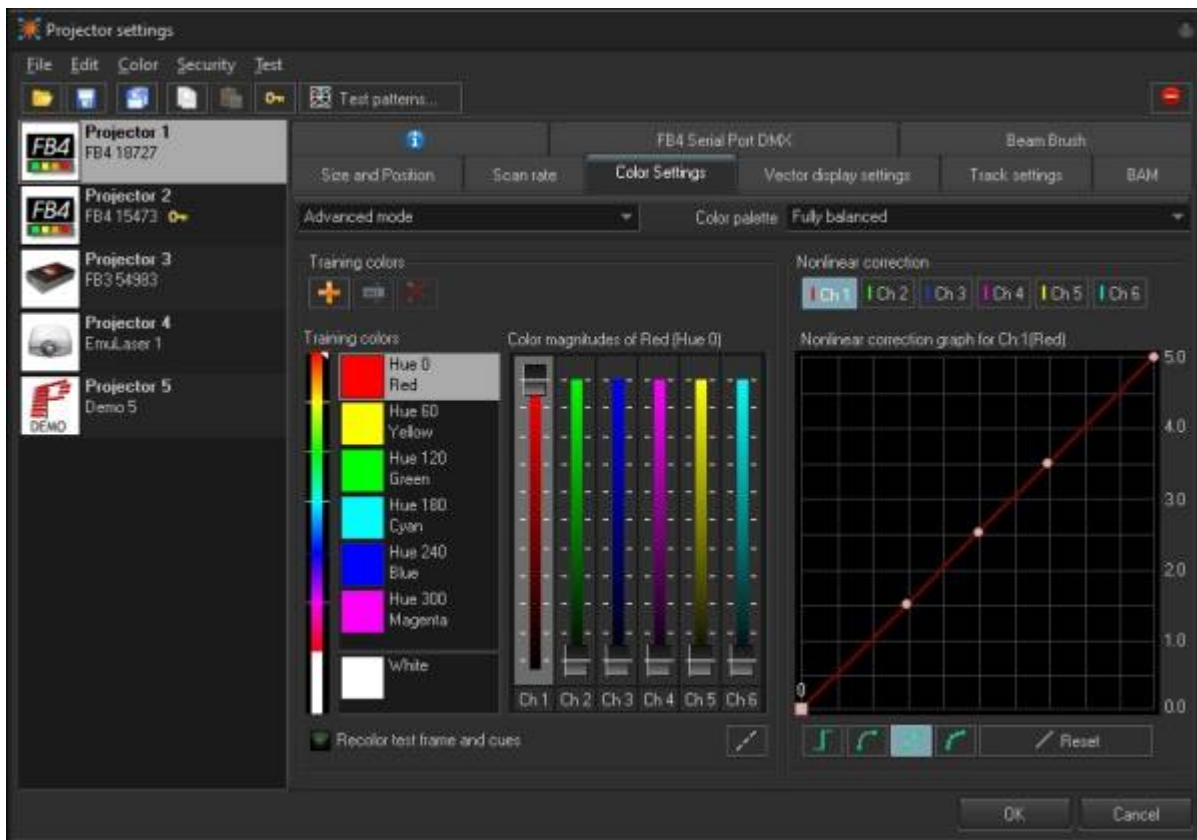 Projector settings
File Edit Color Security Test
Test patterns...
FB4
Projector 1
FB4 18727
FB4
Projector 2
FB4 15473
Projector 3
FB3 54983
Projector 4
EmuLaser 1
DEMO
Projector 5
Demo 5
FB4 Serial Port DMX Beam Brush
Size and Position Scan rate Color Settings Vector display settings Track settings BAM
Advanced mode Color palette Fully balanced
Training colors
Training colors
Hue 0
Red
Hue 60
Yellow
Hue 120
Green
Hue 180
Cyan
Hue 240
Blue
Hue 300
Magenta
White
Color magnitudes of Red (Hue 0)
Ch 1 Ch 2 Ch 3 Ch 4 Ch 5 Ch 6
Recolor test frame and cues
Nonlinear correction
Ch 1 Ch 2 Ch 3 Ch 4 Ch 5 Ch 6
Nonlinear correction graph for Ch:1(Red)
5.0
4.0
3.0
2.0
1.0
0
0.0
Reset
OK Cancel